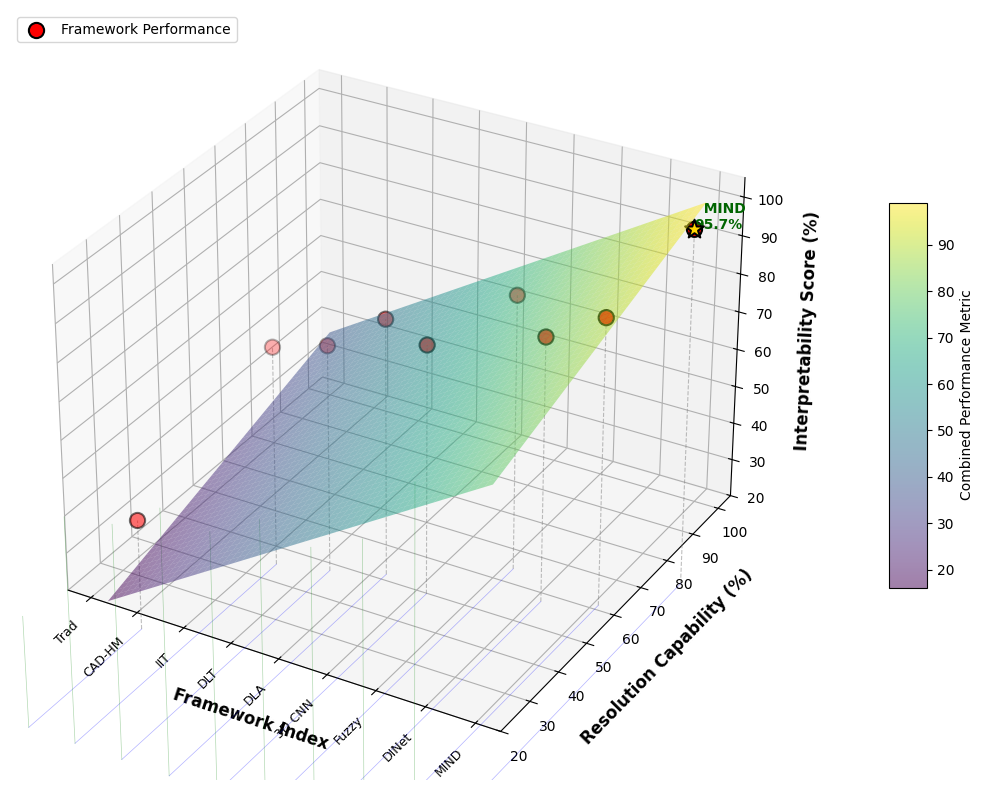 Framework Performance
MIND
95.7%
100
90
80
70
60
50
40
30
20
Interpretability Score (%)
100
90
80
70
60
50
40
30
20
Resolution Capability (%)
Trad
CAD-HM
IIT
DLT
DLA
CNN
Fuzzy
DINet
MIND
Framework Index
90
80
70
60
50
40
30
20
Combined Performance Metric